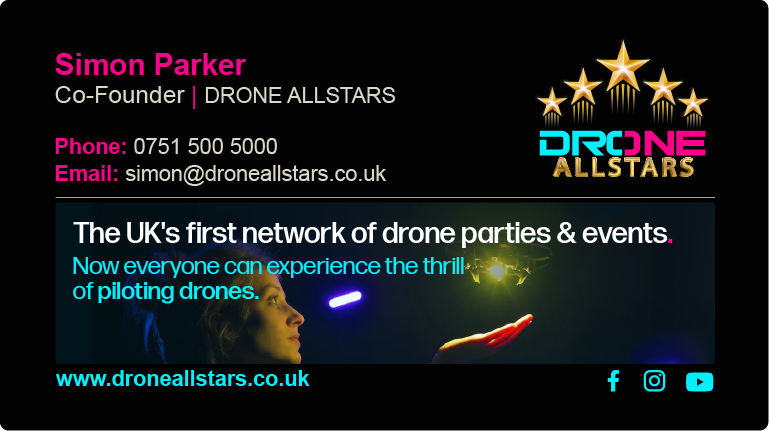 Simon Parker
Co-Founder | DRONE ALLSTARS
Phone: 0751 500 5000
Email: simon@droneallstars.co.uk
DRONE
ALLSTARS
The UK's first network of drone parties & events.
Now everyone can experience the thrill
of piloting drones.
www.droneallstars.co.uk